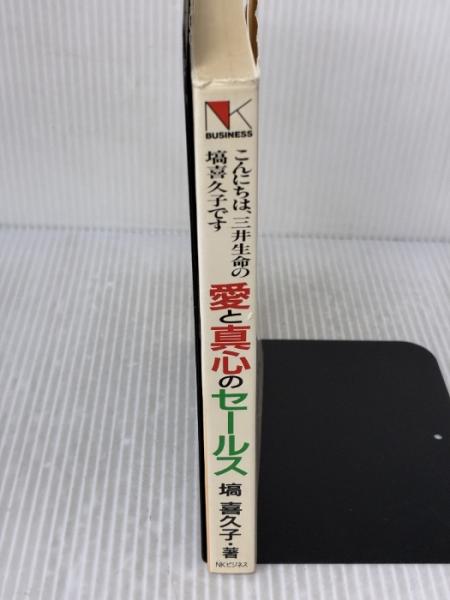 NK
BUSINESS
こんにちは、三井生命の
塙喜久子です
愛と真心のセールス
塙 喜久子・著
NKビジネス